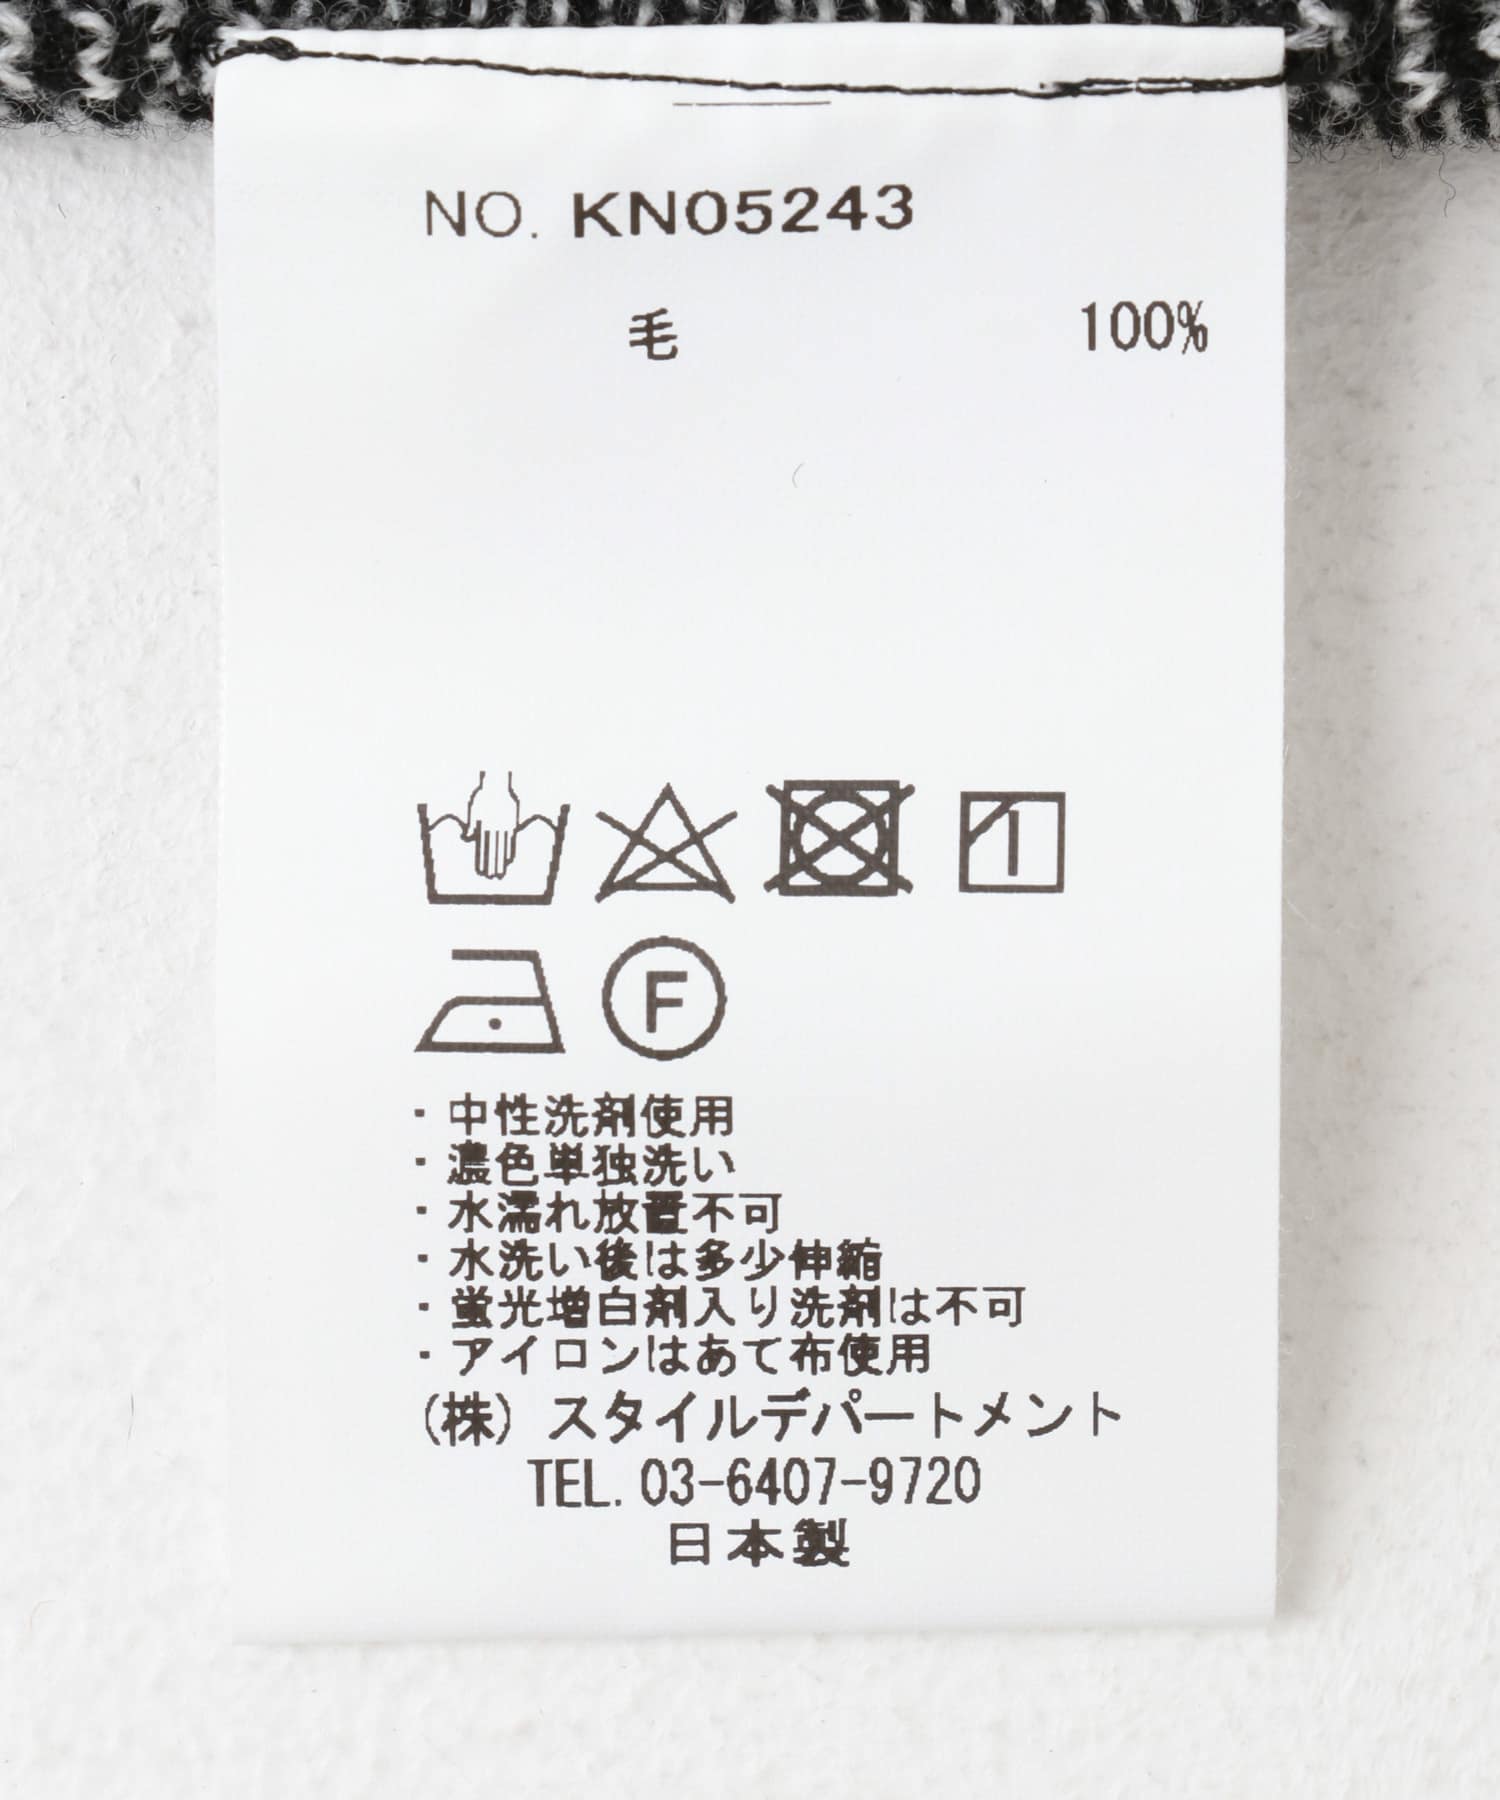 NO. KN05243
毛 100%
F
・中性洗剤使用
・濃色単独洗い
・水濡れ放置不可
・水洗い後は多少伸縮
・蛍光増白剤入り洗剤は不可
・アイロンはあて布使用
(株) スタイルデパートメント
TEL. 03-6407-9720
日本製